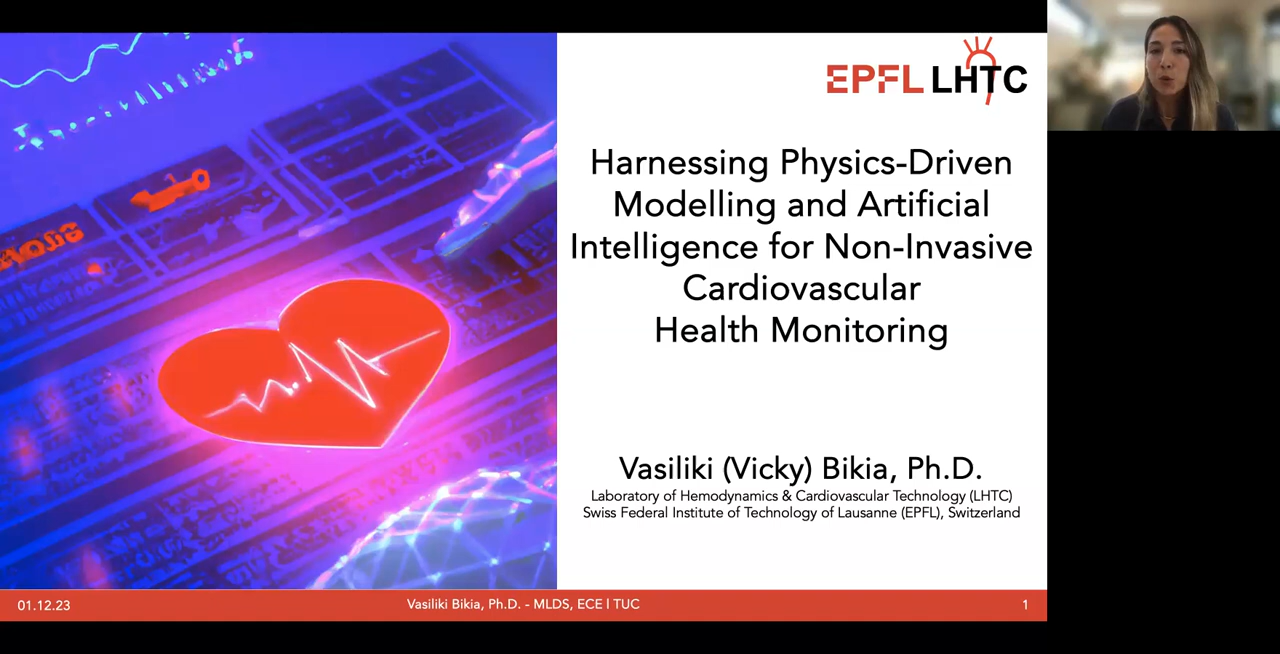 EPFL LHTC
Harnessing Physics-Driven
Modelling and Artificial
Intelligence for Non-Invasive
Cardiovascular
Health Monitoring
Vasiliki (Vicky) Bikia, Ph.D.
Laboratory of Hemodynamics & Cardiovascular Technology (LHTC)
Swiss Federal Institute of Technology of Lausanne (EPFL), Switzerland
01.12.23
Vasiliki Bikia, Ph.D. - MLDS, ECE | TUC
1